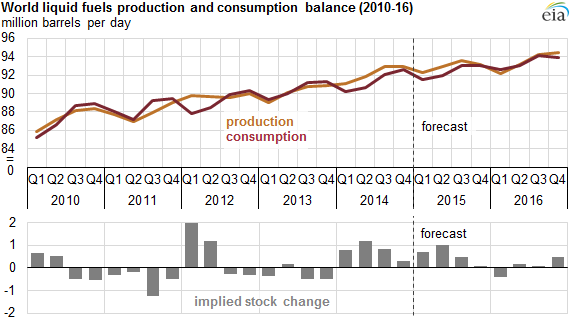 World liquid fuels production and consumption balance (2010-16)
million barrels per day
eia
96
94
92
90
88
86
84
=
0
production
consumption
forecast
Q1 Q2 Q3 Q4 Q1 Q2 Q3 Q4 Q1 Q2 Q3 Q4 Q1 Q2 Q3 Q4 Q1 Q2 Q3 Q4 Q1 Q2 Q3 Q4 Q1 Q2 Q3 Q4
2010 2011 2012 2013 2014 2015 2016
2
1
0
-1
-2
forecast
implied stock change